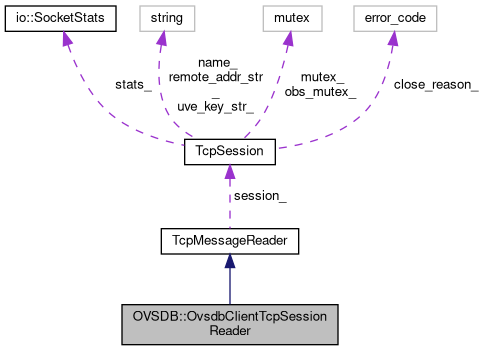 io::SocketStats
string
mutex
error_code
stats_
name_
remote_addr_str
_
uve_key_str_
mutex_
obs_mutex_
close_reason_
TcpSession
session_
TcpMessageReader
OVSDB::OvsdbClientTcpSession
Reader